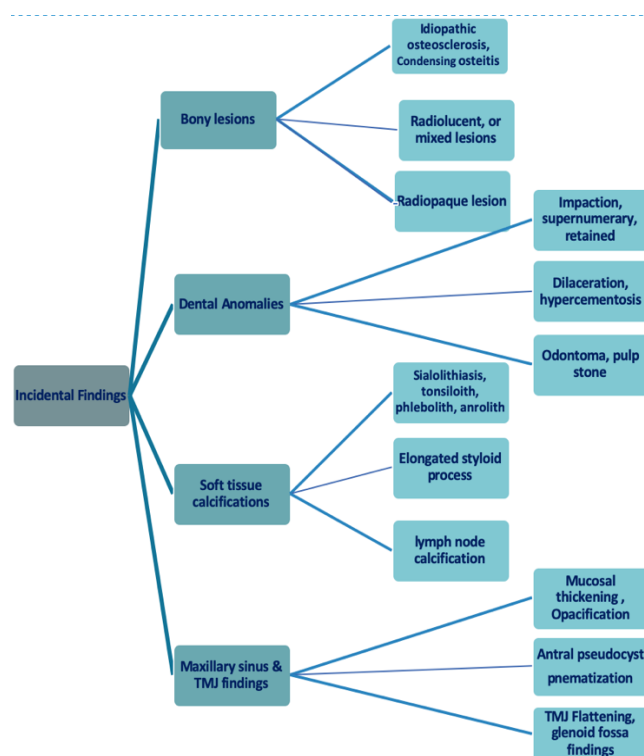 Idiopathic
osteosclerosis,
Condensing osteitis
Bony lesions
Radiolucent, or
mixed lesions
Radiopaque lesion
Impaction,
supernumerary,
retained
Dental Anomalies
Dilaceration,
hypercementosis
Odontoma, pulp
stone
Incidental Findings
Sialolithiasis,
tonsiloith,
phlebolith, anrolith
Soft tissue
calcifications
Elongated styloid
process
lymph node
calcification
Maxillary sinus &
TMJ findings
Mucosal
thickening ,
Opacification
Antral pseudocyst
pnematization
TMJ Flattening,
glenoid fossa
findings